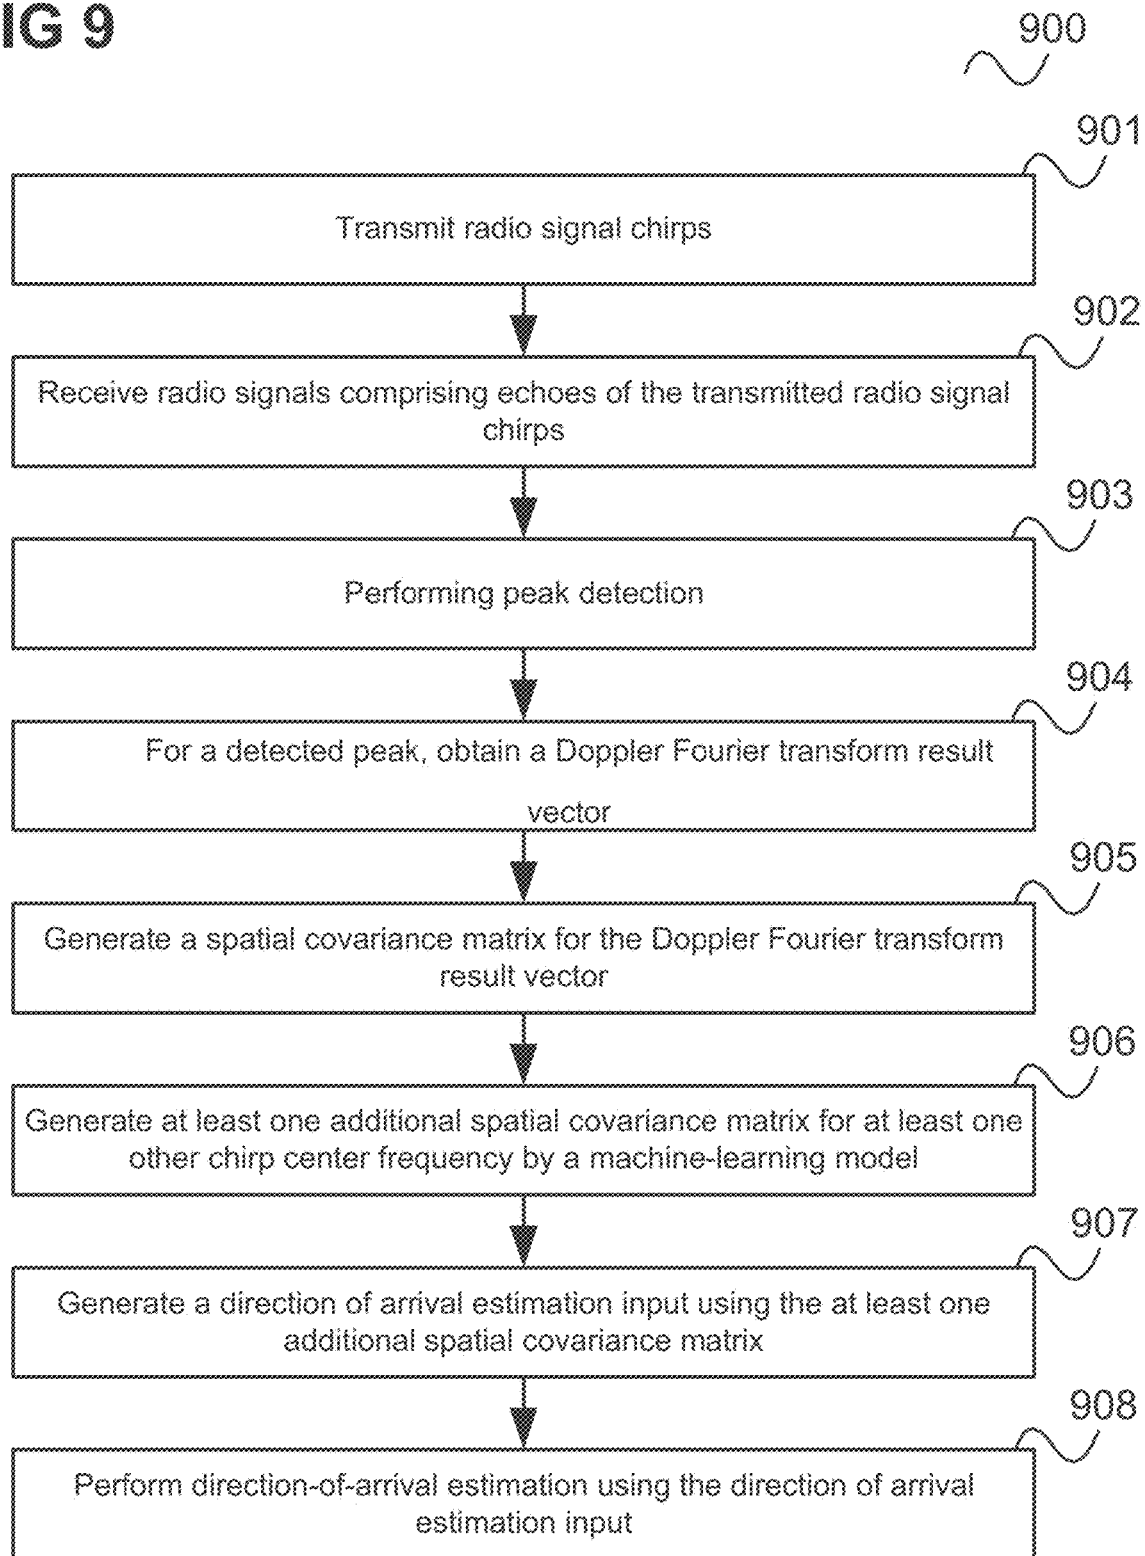 IG 9
900
901
Transmit radio signal chirps
902
Receive radio signals comprising echoes of the transmitted radio signal
chirps
903
Performing peak detection
904
For a detected peak, obtain a Doppler Fourier transform result
vector
905
Generate a spatial covariance matrix for the Doppler Fourier transform
result vector
906
Generate at least one additional spatial covariance matrix for at least one
other chirp center frequency by a machine-learning model
907
Generate a direction of arrival estimation input using the at least one
additional spatial covariance matrix
908
Perform direction-of-arrival estimation using the direction of arrival
estimation input